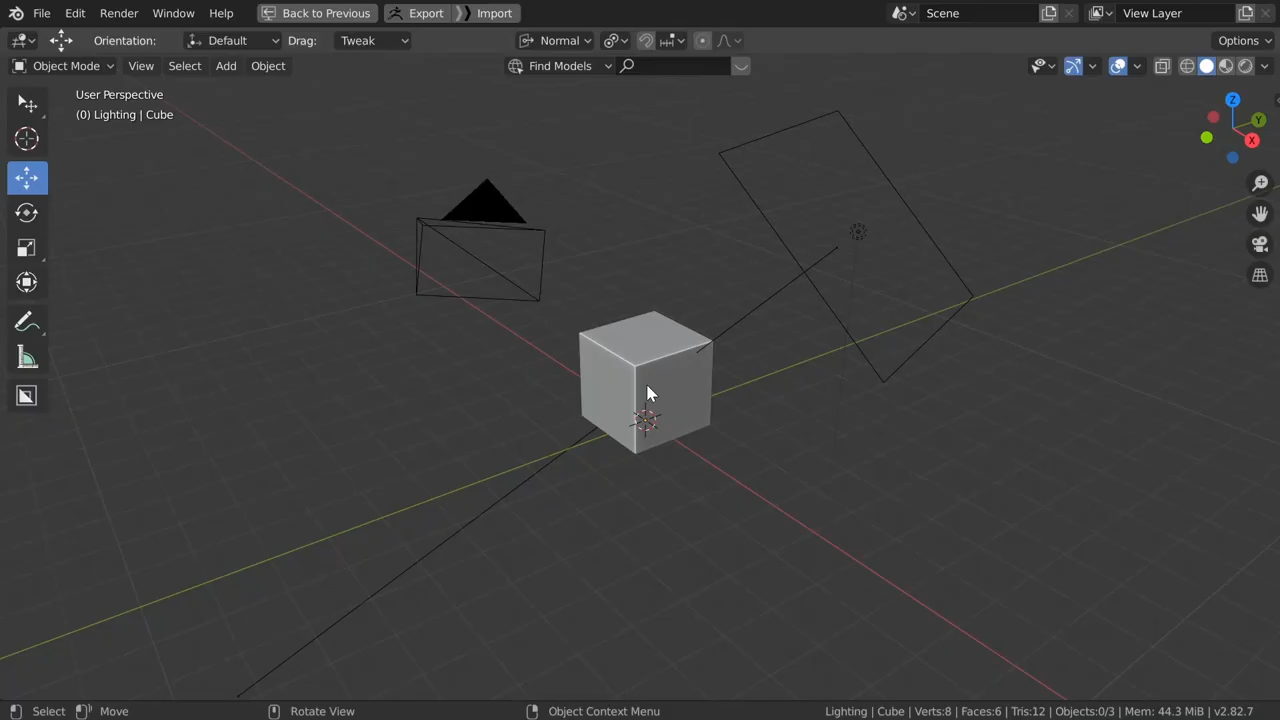 File Edit Render Window Help Back to Previous Export Import Scene View Layer
Orientation: Default Drag: Tweak Normal Options
Object Mode View Select Add Object Find Models
User Perspective
(0) Lighting | Cube
Z
Y
X
Select Move Rotate View Object Context Menu Lighting | Cube | Verts:8 | Faces:6 | Tris:12 | Objects:0/3 | Mem: 44.3 MiB | v2.82.7